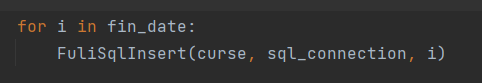 for i in fin_date:
    FuliSqlInsert(curse, sql_connection, i)